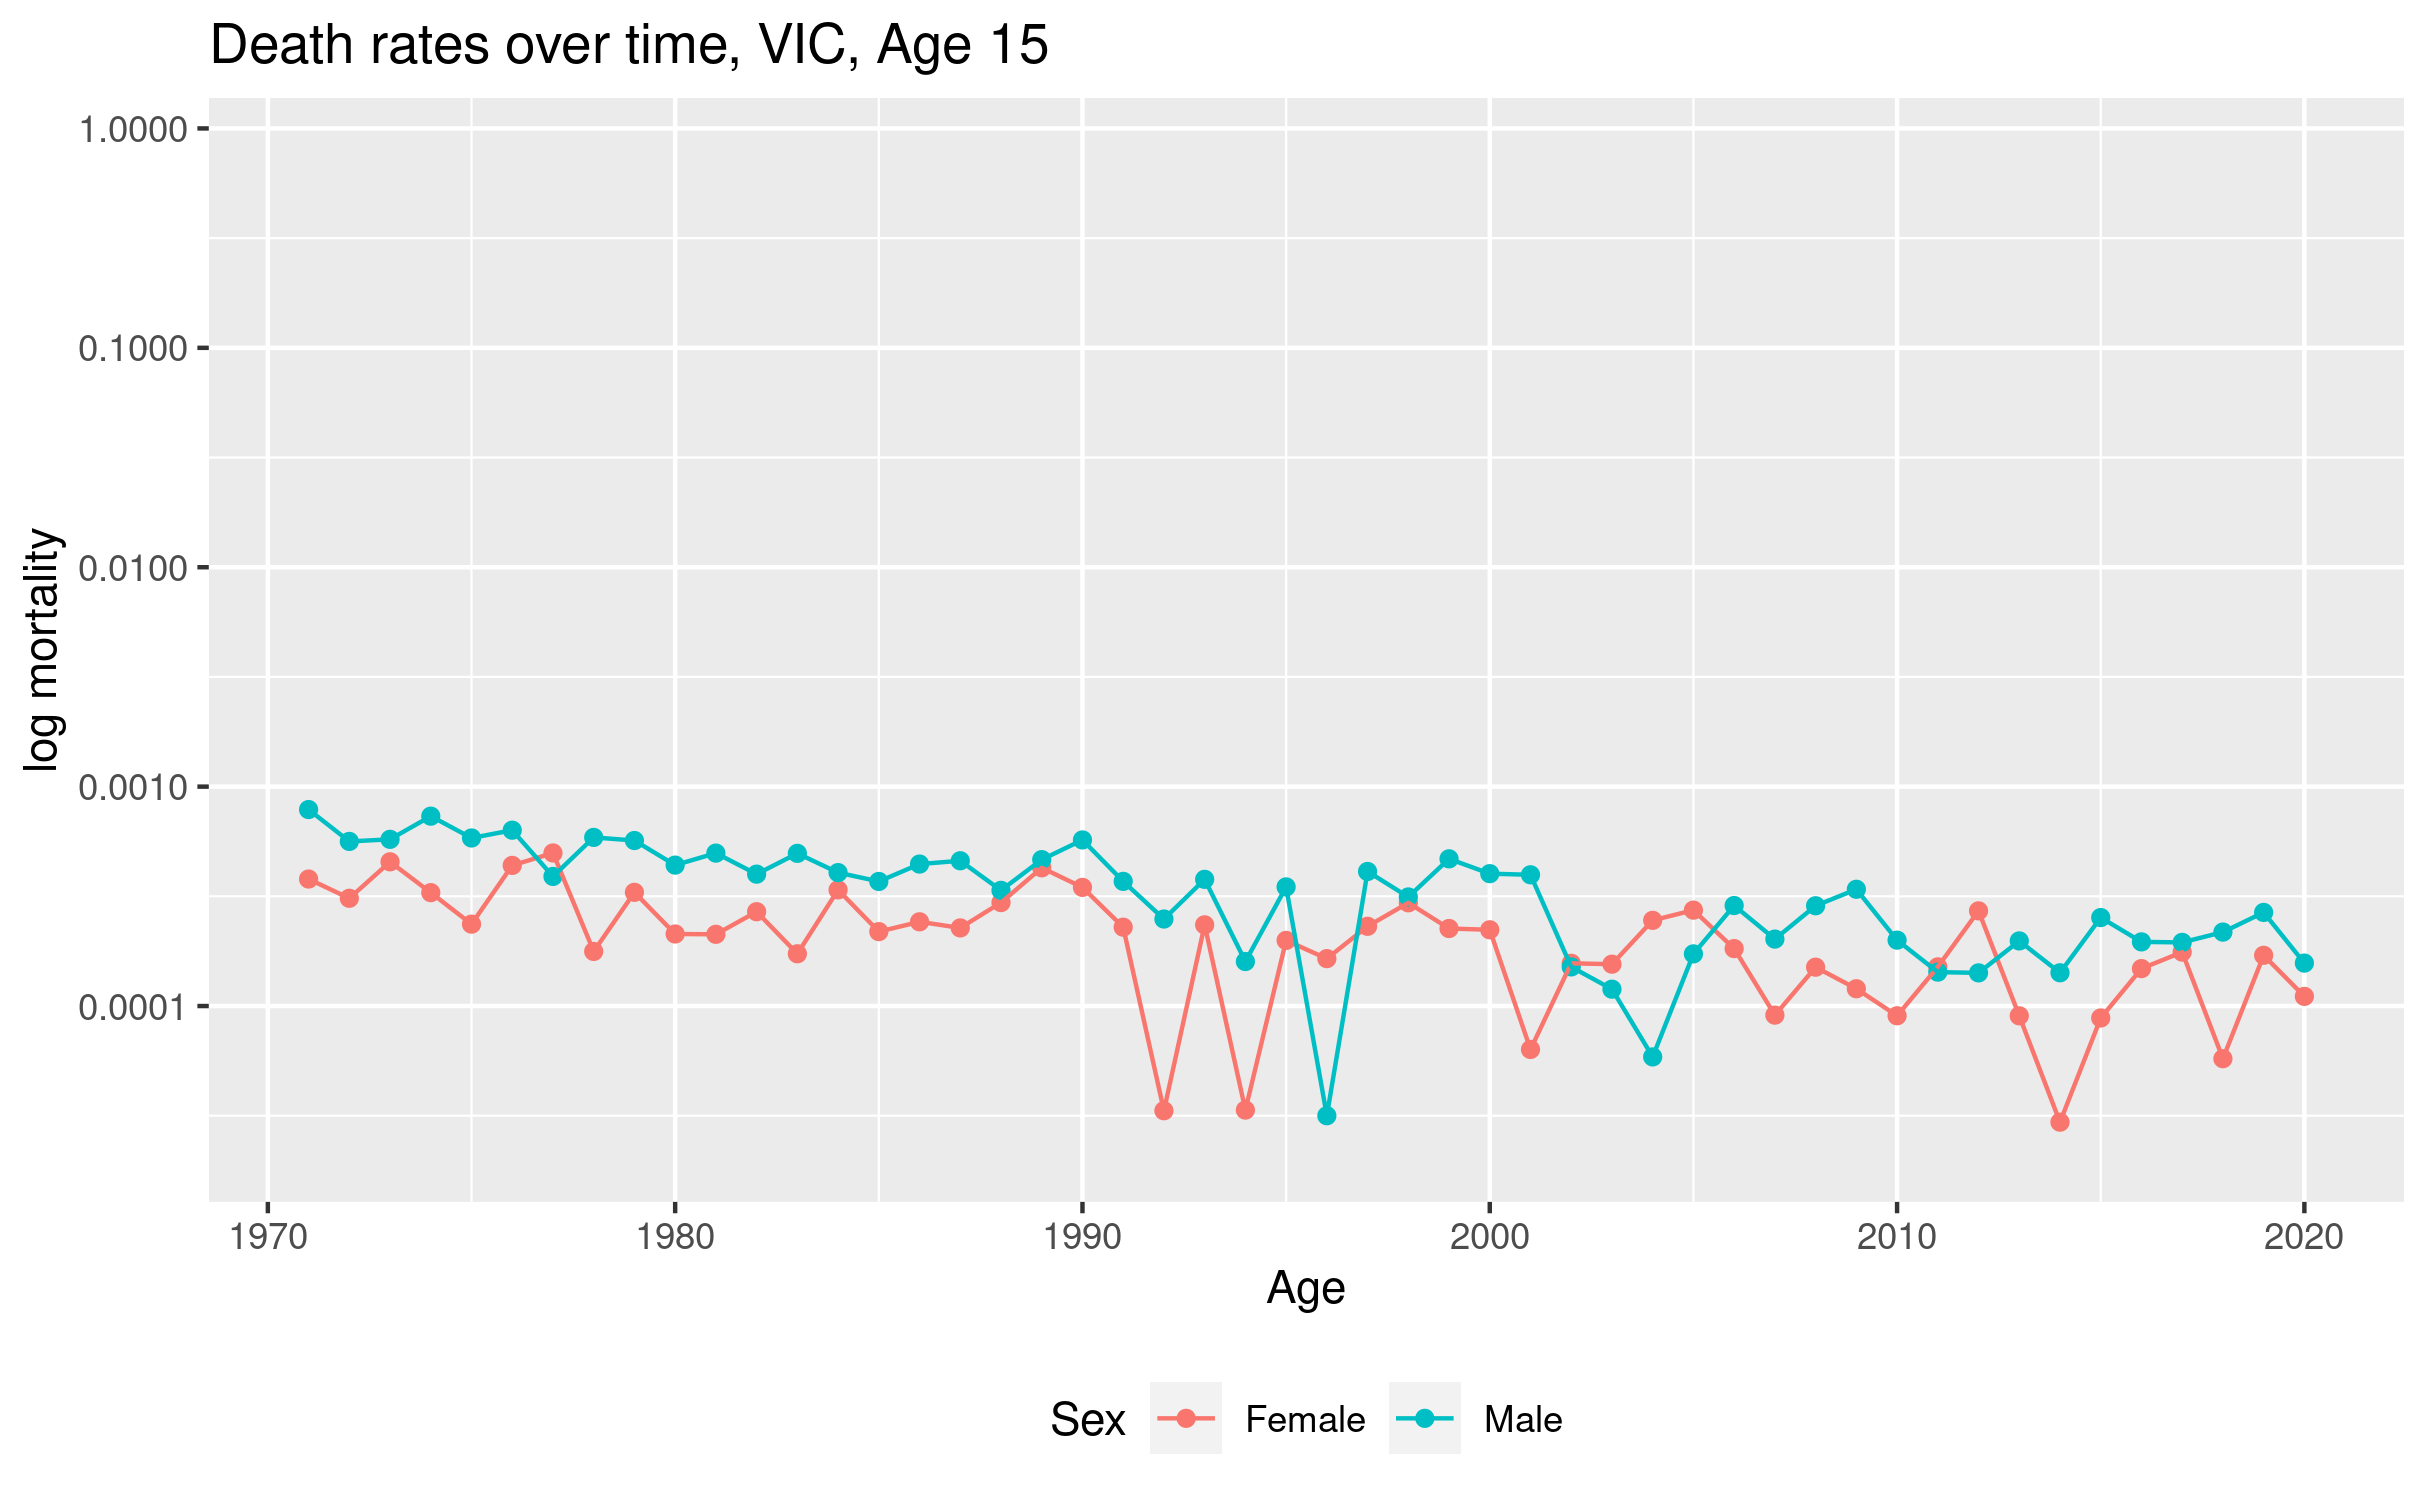 Death rates over time, VIC, Age 15
log mortality
1.0000
0.1000
0.0100
0.0010
0.0001
1970 1980 1990 2000 2010 2020
Age
Sex Female Male